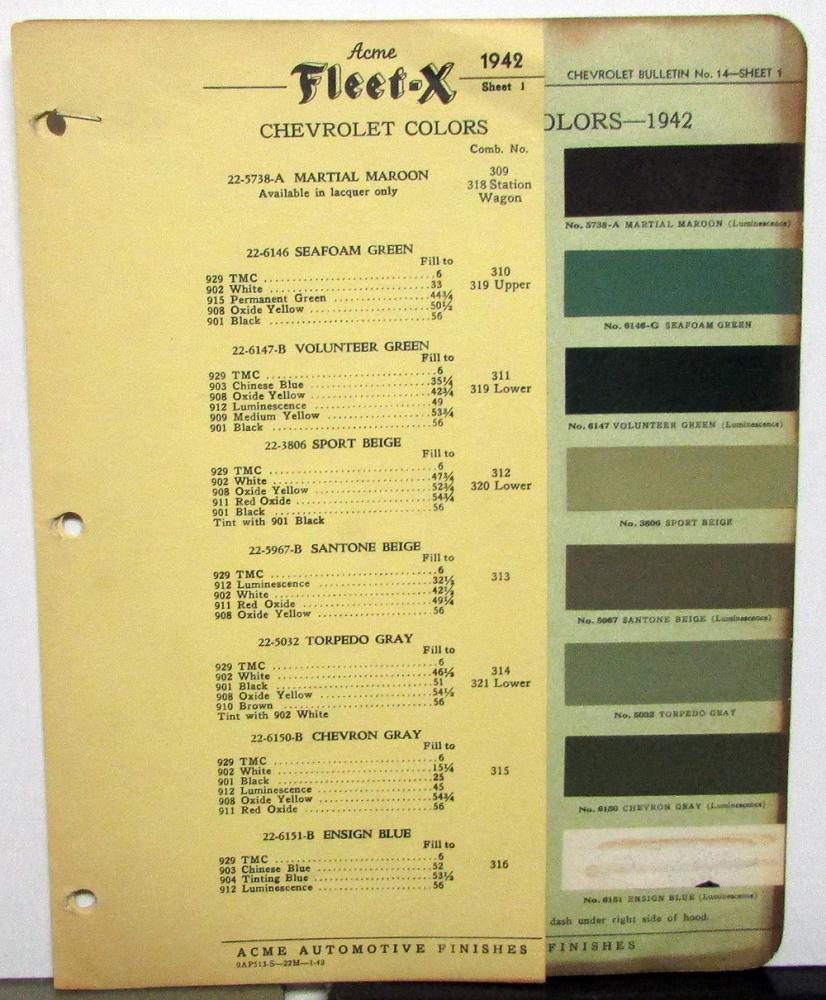 Acme
Fleet-X
1942
Sheet 1
CHEVROLET COLORS
Comb. No.
22-5738-A MARTIAL MAROON
Available in lacquer only
309
318 Station
Wagon
22-6146 SEAFOAM GREEN
Fill to
929 TMC ........ 6
902 White ........ 33
915 Permanent Green ........ 44¾
908 Oxide Yellow ........ 50½
901 Black ........ 56
310
319 Upper
22-6147-B VOLUNTEER GREEN
Fill to
929 TMC ........ 6
903 Chinese Blue ........ 35¼
908 Oxide Yellow ........ 42¾
912 Luminescence ........ 49
909 Medium Yellow ........ 53¾
901 Black ........ 56
311
319 Lower
22-3806 SPORT BEIGE
Fill to
929 TMC ........ 6
902 White ........ 47¾
908 Oxide Yellow ........ 52¾
911 Red Oxide ........ 54¾
901 Black ........ 56
Tint with 901 Black
312
320 Lower
22-5967-B SANTONE BEIGE
Fill to
929 TMC ........ 6
912 Luminescence ........ 32½
902 White ........ 42½
911 Red Oxide ........ 49¼
908 Oxide Yellow ........ 56
313
22-5032 TORPEDO GRAY
Fill to
929 TMC ........ 6
902 White ........ 46½
901 Black ........ 51
908 Oxide Yellow ........ 54½
910 Brown ........ 56
Tint with 902 White
314
321 Lower
22-6150-B CHEVRON GRAY
Fill to
929 TMC ........ 6
902 White ........ 15¼
901 Black ........ 25
912 Luminescence ........ 45
908 Oxide Yellow ........ 54¾
911 Red Oxide ........ 56
315
22-6151-B ENSIGN BLUE
Fill to
929 TMC ........ 6
903 Chinese Blue ........ 52
904 Tinting Blue ........ 53½
912 Luminescence ........ 56
316
ACME AUTOMOTIVE FINISHES
CHEVROLET BULLETIN No. 14—SHEET 1
OLORS—1942
No. 5738-A MARTIAL MAROON (Luminescence)
No. 6146-G SEAFOAM GREEN
No. 6147 VOLUNTEER GREEN (Luminescence)
No. 3806 SPORT BEIGE
No. 5967 SANTONE BEIGE (Luminescence)
No. 5032 TORPEDO GRAY
No. 6150 CHEVRON GRAY (Luminescence)
No. 6151 ENSIGN BLUE (Luminescence)
dash under right side of hood.
FINISHES